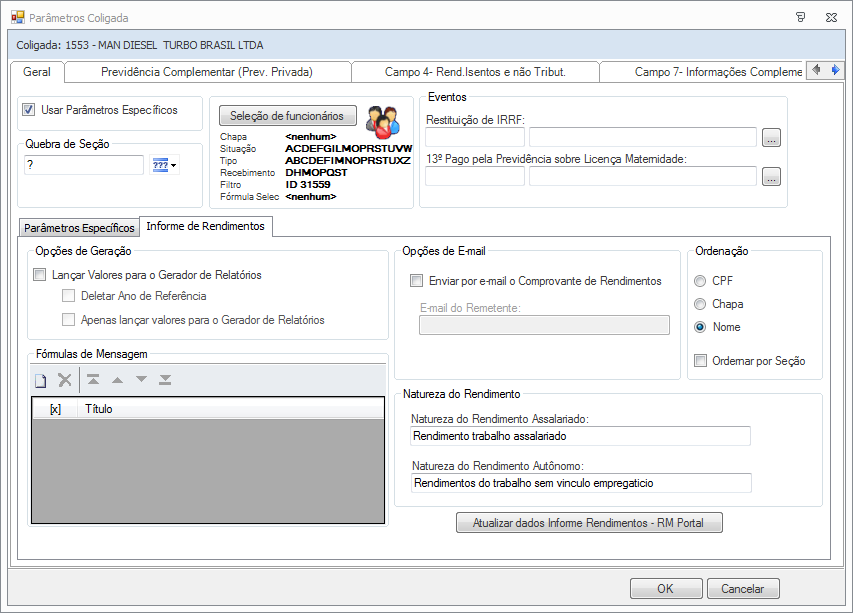 Parâmetros Coligada
Coligada: 1553 - MAN DIESEL TURBO BRASIL LTDA
Geral
Previdência Complementar (Prev. Privada)
Campo 4- Rend.Isentos e não Tribut.
Campo 7- Informações Compleme
Usar Parâmetros Específicos
Quebra de Seção
?
???
Seleção de funcionários
Chapa <nenhum>
Situação ACDEFGILMOPRSTUVW
Tipo ABCDEFIMNOPRSTUXZ
Recebimento DHMOPQST
Filtro ID 31559
Fórmula Selec <nenhum>
Eventos
Restituição de IRRF:
...
13º Pago pela Previdência sobre Licença Maternidade:
...
Parâmetros Específicos
Informe de Rendimentos
Opções de Geração
Lançar Valores para o Gerador de Relatórios
Deletar Ano de Referência
Apenas lançar valores para o Gerador de Relatórios
Fórmulas de Mensagem
[x] Título
Opções de E-mail
Enviar por e-mail o Comprovante de Rendimentos
E-mail do Remetente:
Ordenação
CPF
Chapa
Nome
Ordernar por Seção
Natureza do Rendimento
Natureza do Rendimento Assalariado:
Rendimento trabalho assalariado
Natureza do Rendimento Autônomo:
Rendimentos do trabalho sem vinculo empregaticio
Atualizar dados Informe Rendimentos - RM Portal
OK
Cancelar